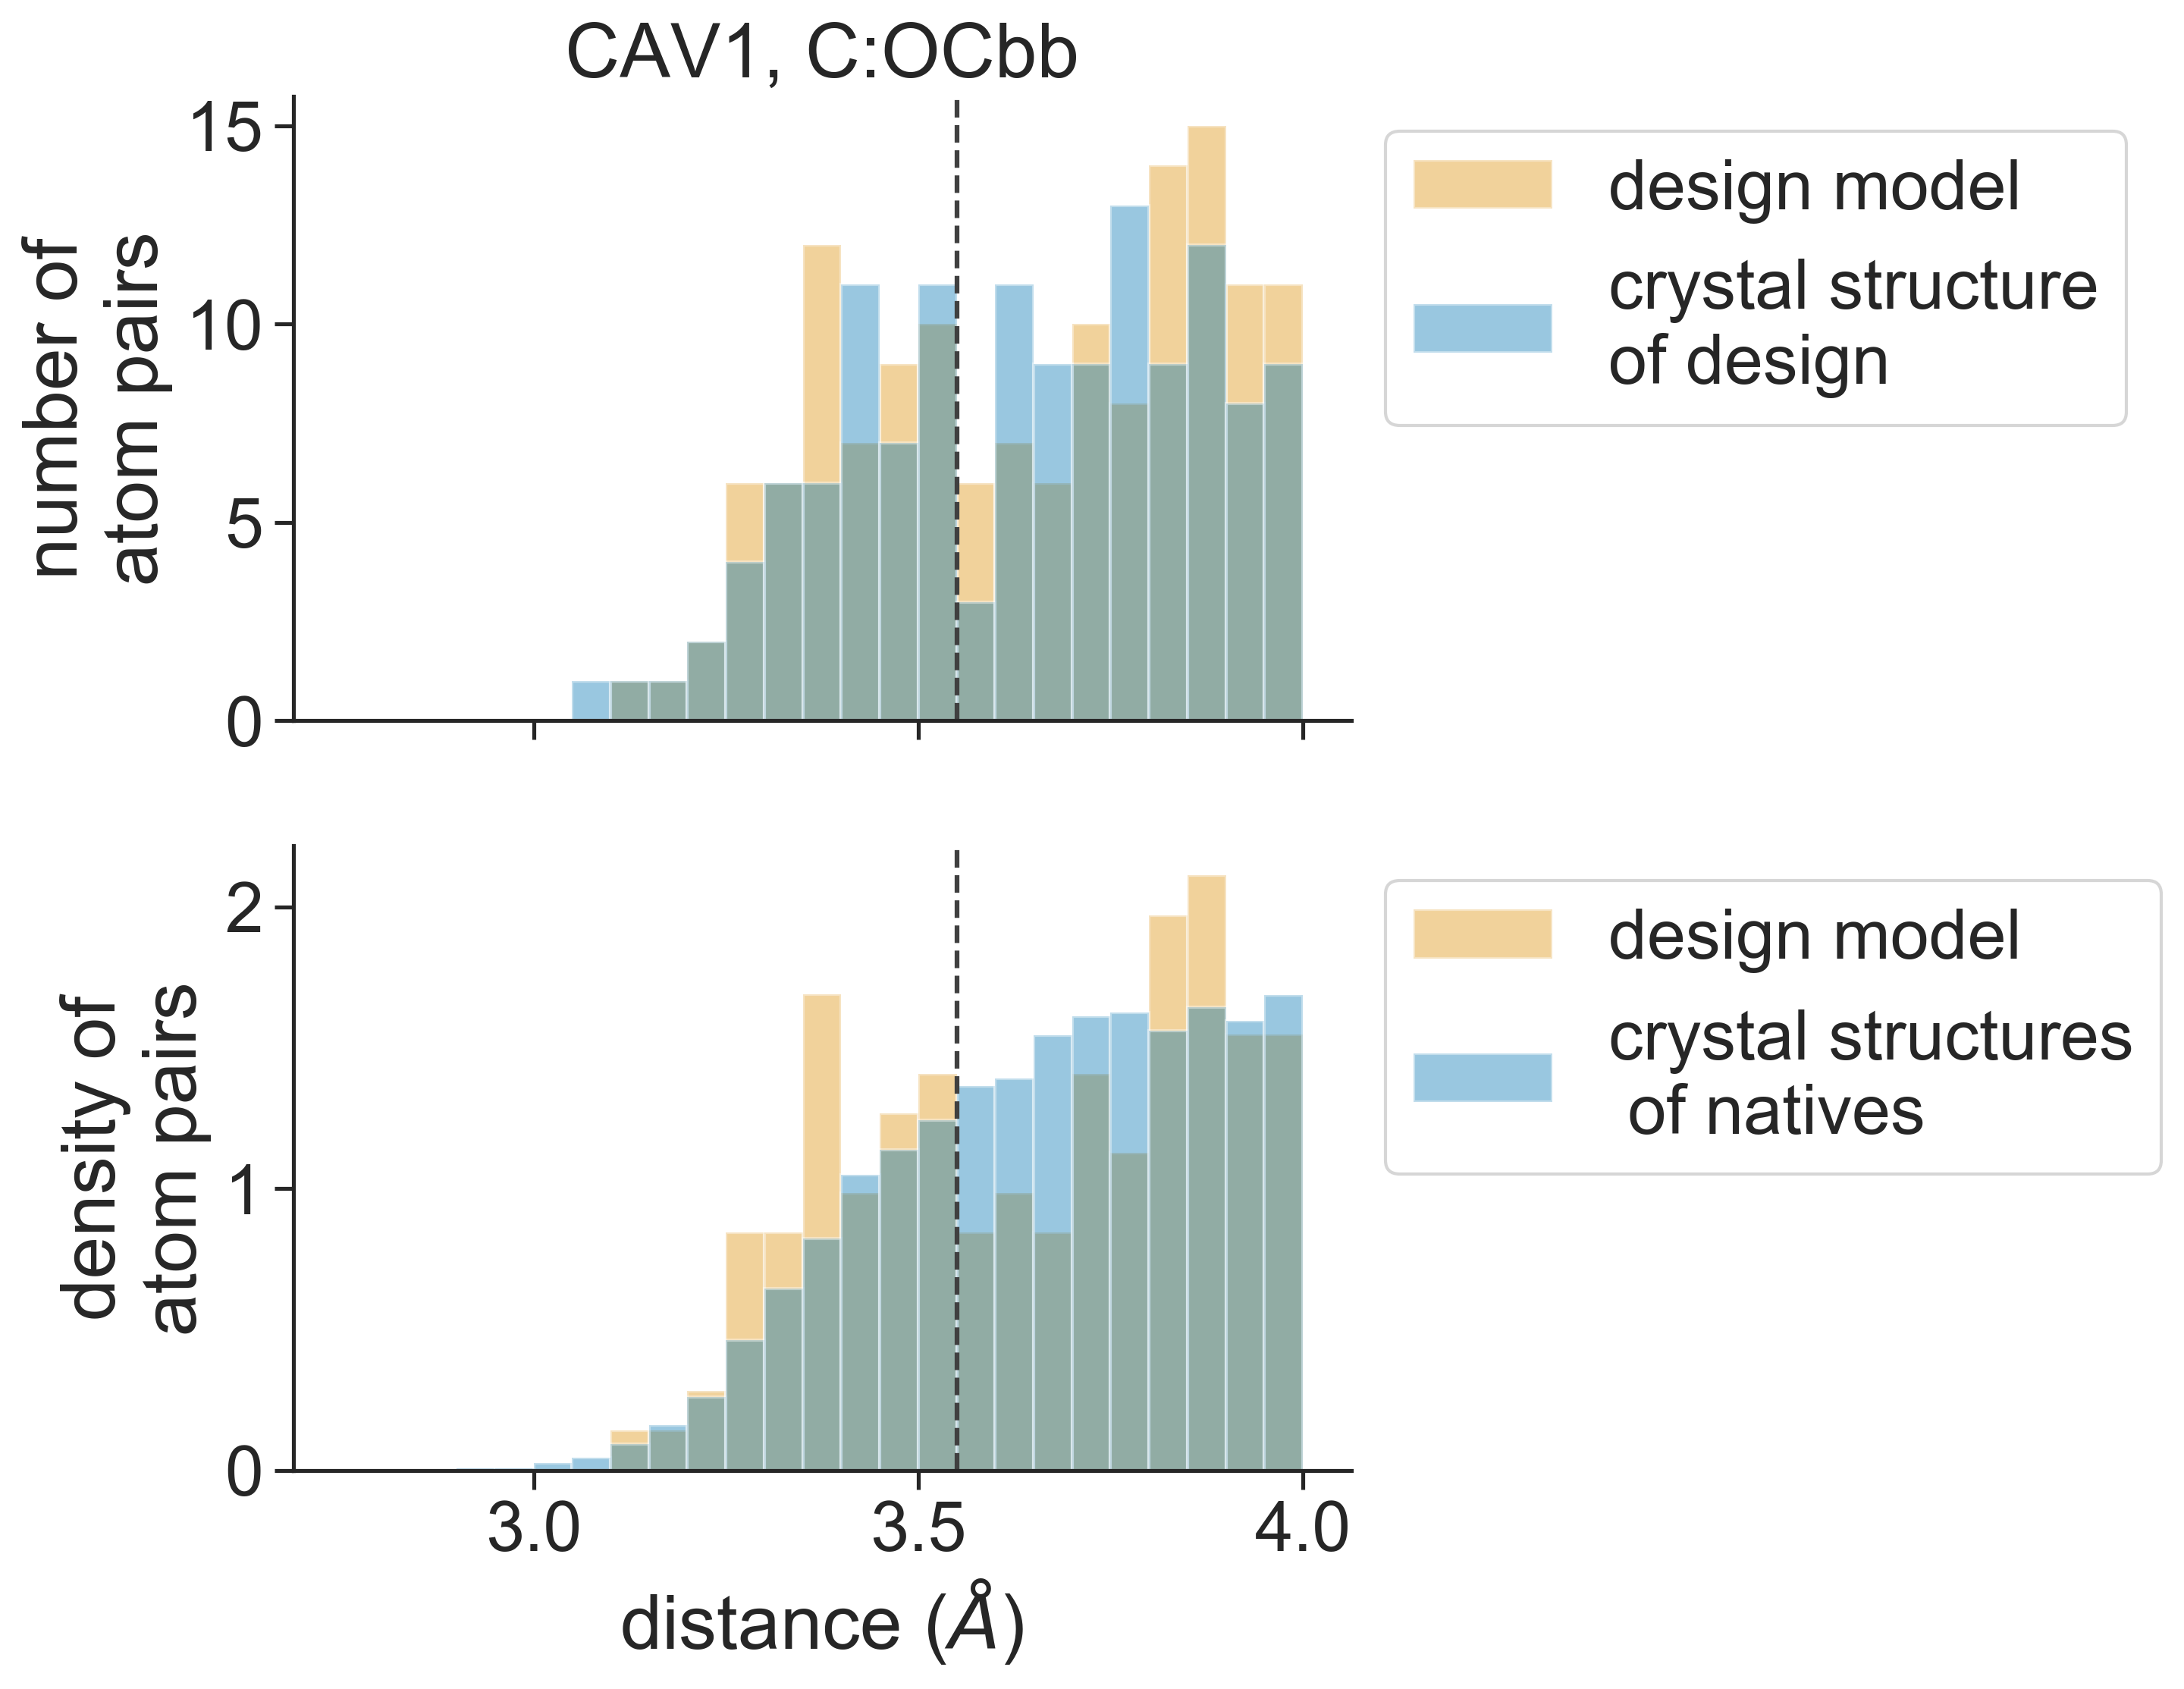 CAV1, C:OCbb
number of
atom pairs
15
10
5
0
design model
crystal structure
of design
density of
atom pairs
2
1
0
3.0
3.5
4.0
distance (Å)
design model
crystal structures
of natives